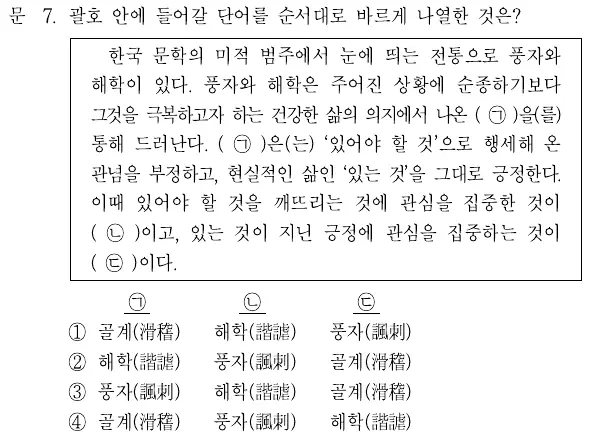 문 7. 괄호 안에 들어갈 단어를 순서대로 바르게 나열한 것은?
한국 문학의 미적 범주에서 눈에 띄는 전통으로 풍자와
해학이 있다. 풍자와 해학은 주어진 상황에 순종하기보다
그것을 극복하고자 하는 건강한 삶의 의지에서 나온 ( ㉠ )을(를)
통해 드러난다. ( ㉠ )은(는) ‘있어야 할 것’으로 행세해 온
관념을 부정하고, 현실적인 삶인 ‘있는 것’을 그대로 긍정한다.
이때 있어야 할 것을 깨뜨리는 것에 관심을 집중한 것이
( ㉡ )이고, 있는 것이 지닌 긍정에 관심을 집중하는 것이
( ㉢ )이다.
㉠ ㉡ ㉢
① 골계(滑稽) 해학(諧謔) 풍자(諷刺)
② 해학(諧謔) 풍자(諷刺) 골계(滑稽)
③ 풍자(諷刺) 해학(諧謔) 골계(滑稽)
④ 골계(滑稽) 풍자(諷刺) 해학(諧謔)